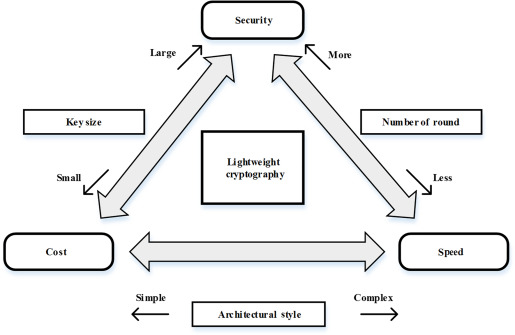 Security
Large
More
Key size
Number of round
Lightweight
cryptography
Small
Less
Cost
Speed
Simple
Complex
Architectural style